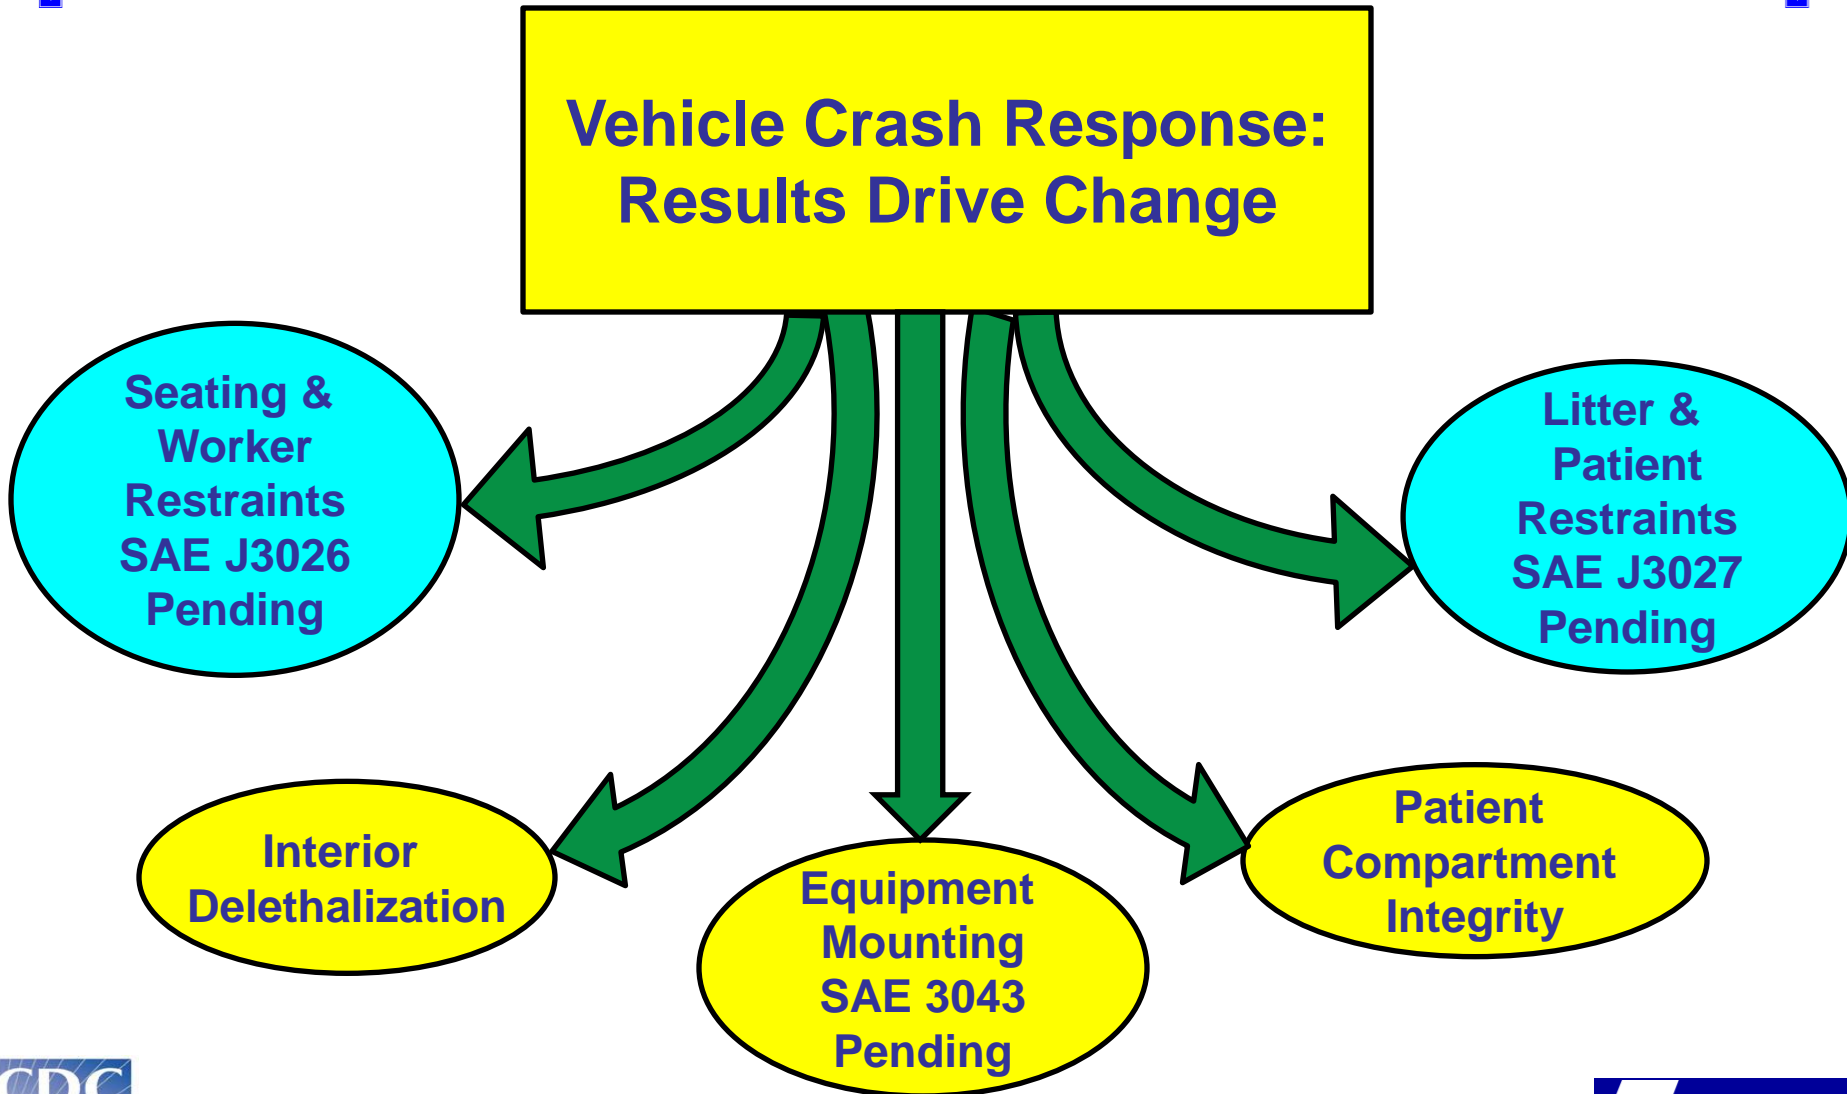 Vehicle Crash Response:
Results Drive Change
Seating &
Worker
Restraints
SAE J3026
Pending
Litter &
Patient
Restraints
SAE J3027
Pending
Interior
Delethalization
Equipment
Mounting
SAE 3043
Pending
Patient
Compartment
Integrity
CDC